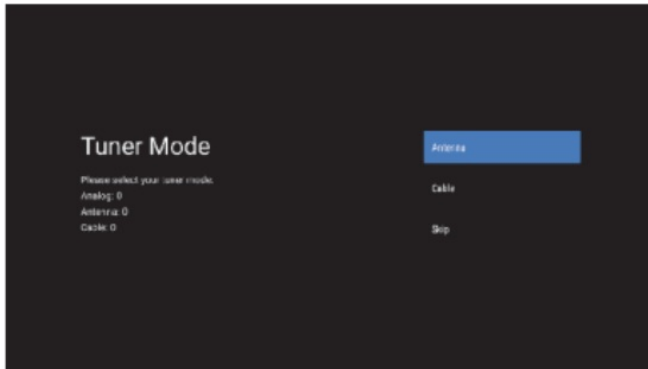 Tuner Mode
Please select your tuner mode:
Analog: 0
Antenna: 0
Cable: 0
Antenna
Cable
Skip